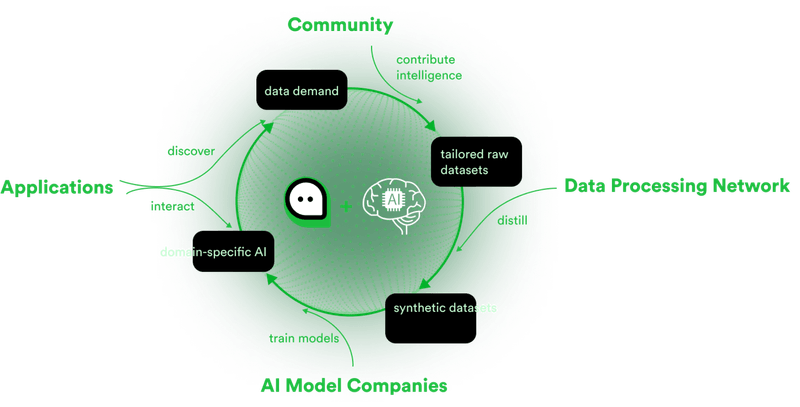 Community
contribute
intelligence
data demand
tailored raw
datasets
discover
Applications
interact
Data Processing Network
distill
domain-specific AI
synthetic datasets
train models
AI Model Companies
+
AI